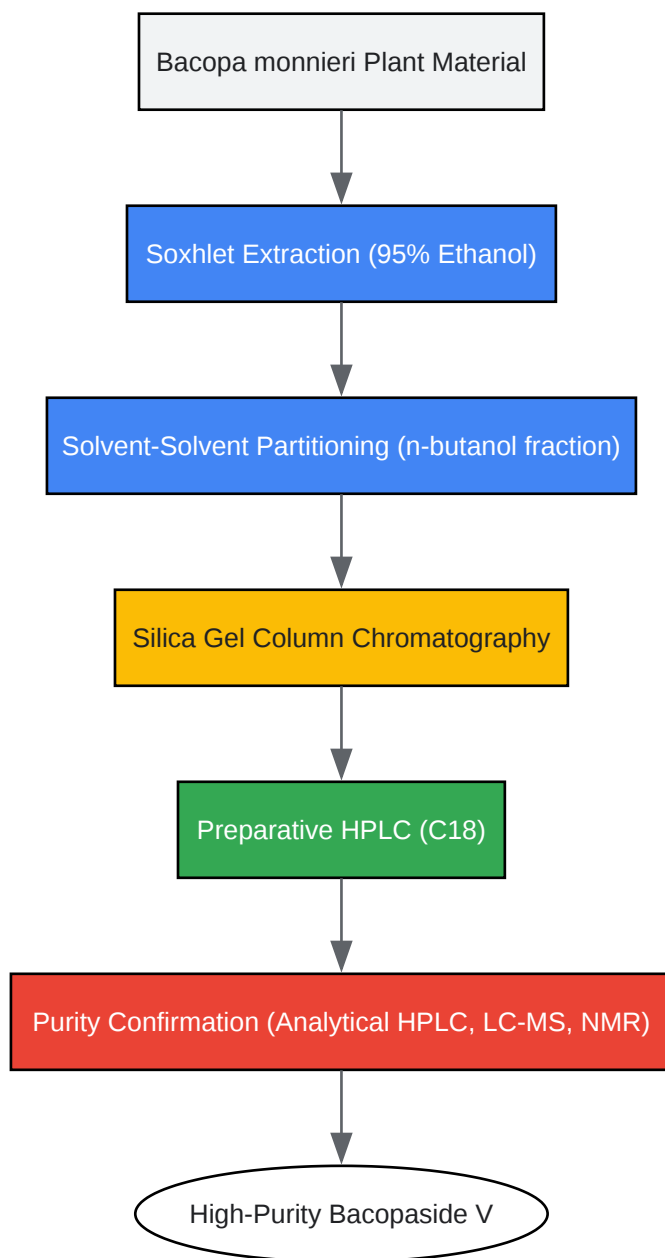 Bacopa monnieri Plant Material
Soxhlet Extraction (95% Ethanol)
Solvent-Solvent Partitioning (n-butanol fraction)
Silica Gel Column Chromatography
Preparative HPLC (C18)
Purity Confirmation (Analytical HPLC, LC-MS, NMR)
High-Purity Bacopaside V